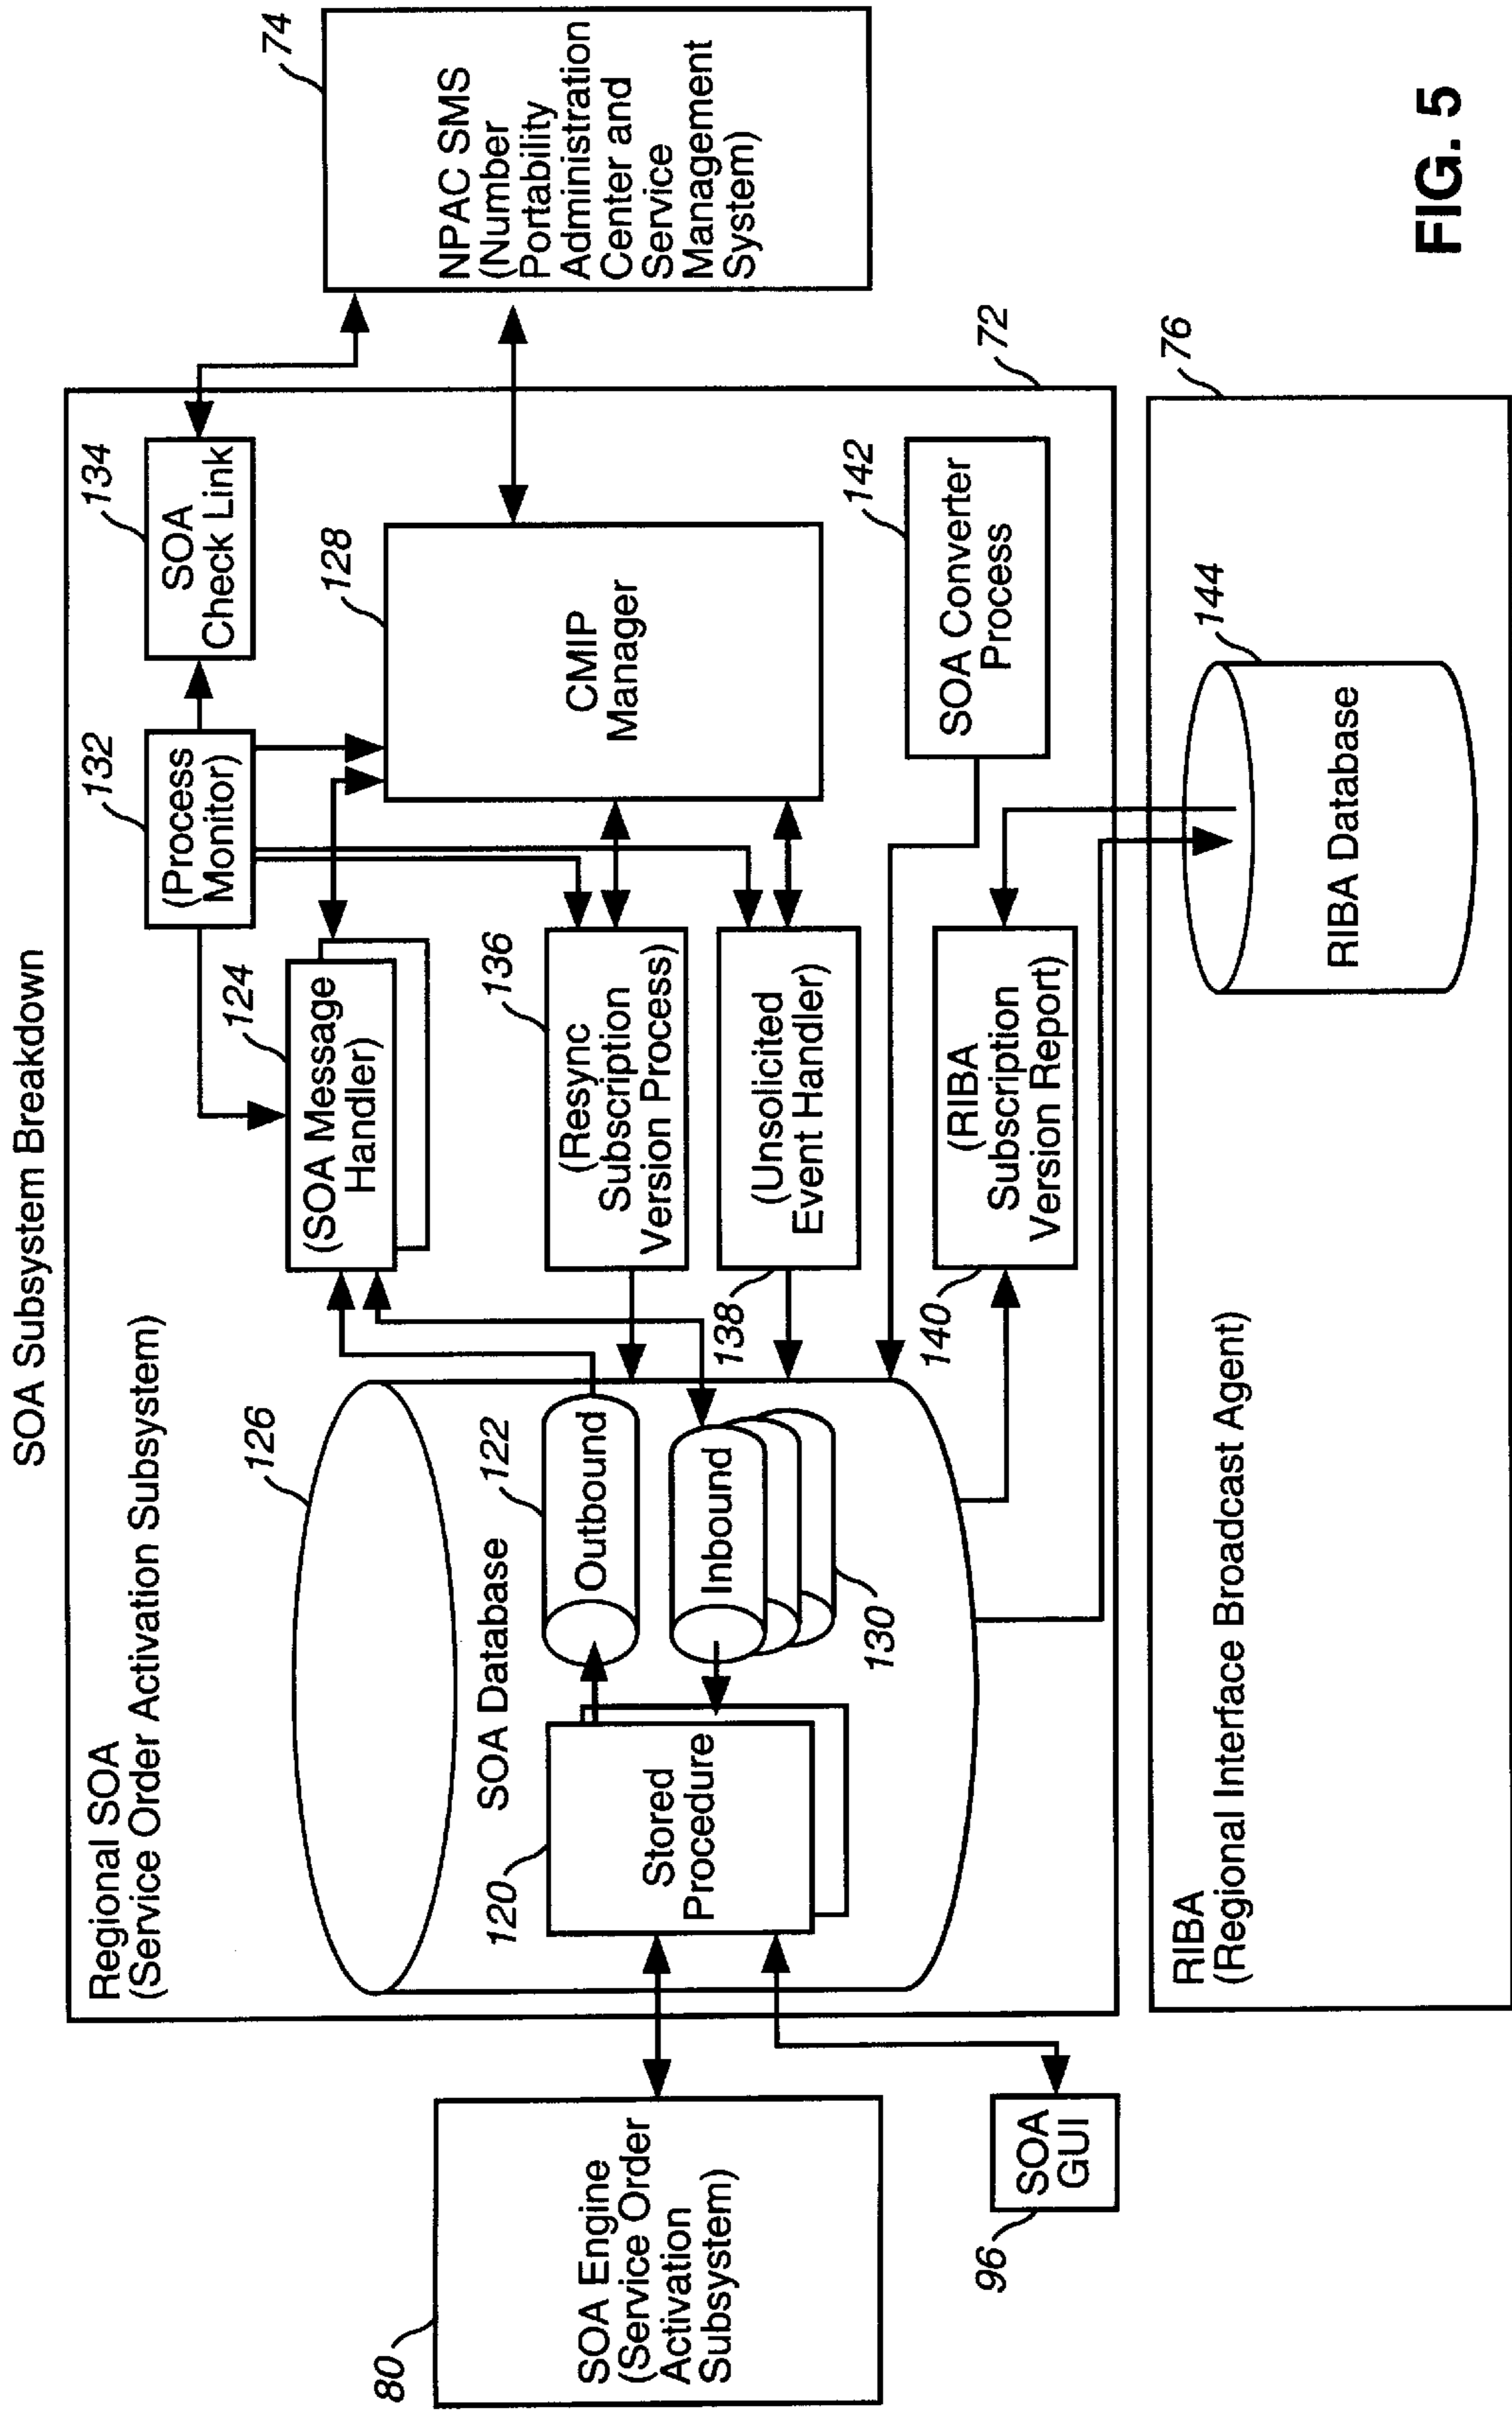 SOA Subsystem Breakdown
Regional SOA
(Service Order Activation Subsystem)
126
SOA Database
120
Stored
Procedure
122
Outbound
Inbound
130
124
(SOA Message
Handler)
132
(Process
Monitor)
134
SOA
Check Link
136
(Resync
Subscription
Version Process)
128
CMIP
Manager
138
(Unsolicited
Event Handler)
140
(RIBA
Subscription
Version Report)
142
SOA Converter
Process
72
74
NPAC SMS
(Number
Portability
Administration
Center and
Service
Management
System)
80
SOA Engine
(Service Order
Activation
Subsystem)
96
SOA
GUI
RIBA
(Regional Interface Broadcast Agent)
76
144
RIBA Database
FIG. 5